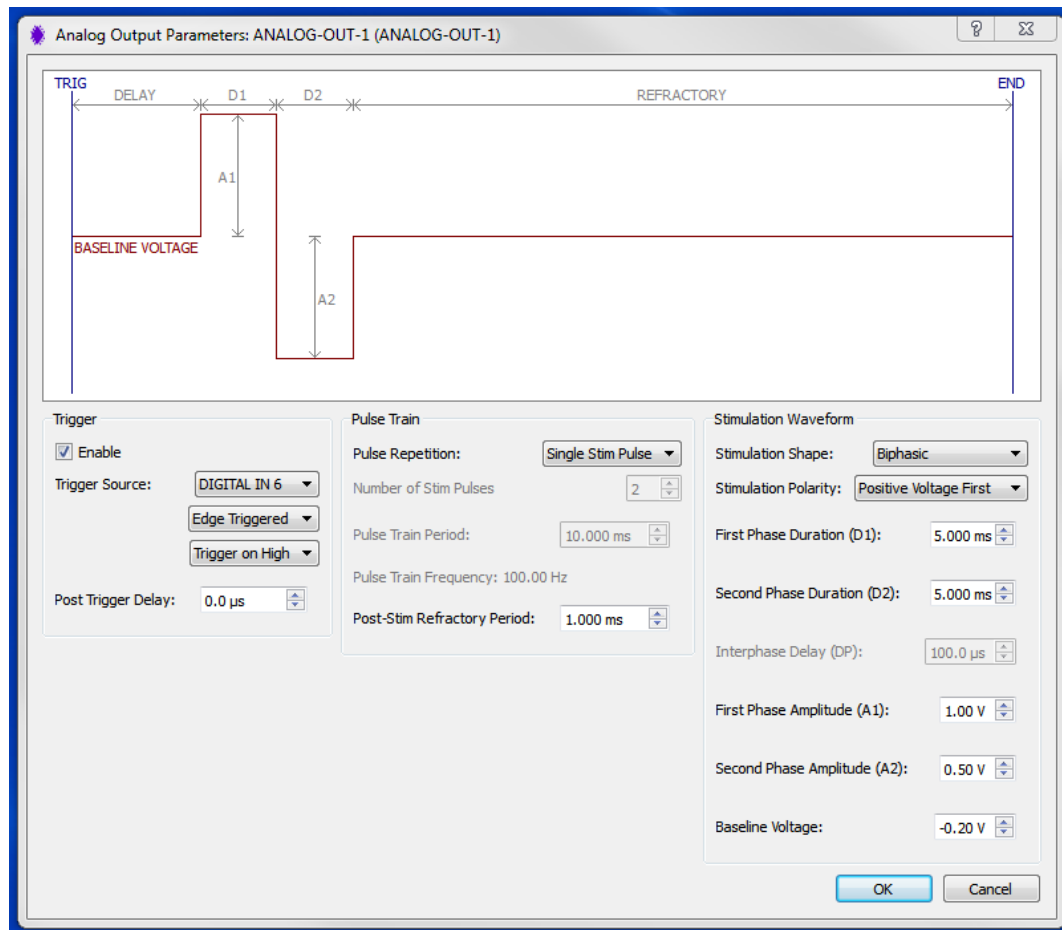 Analog Output Parameters: ANALOG-OUT-1 (ANALOG-OUT-1)
TRIG
END
DELAY D1 D2 REFRACTORY
A1
BASELINE VOLTAGE
A2
Trigger
Enable
Trigger Source: DIGITAL IN 6
Edge Triggered
Trigger on High
Post Trigger Delay: 0.0 µs
Pulse Train
Pulse Repetition: Single Stim Pulse
Number of Stim Pulses 2
Pulse Train Period: 10.000 ms
Pulse Train Frequency: 100.00 Hz
Post-Stim Refractory Period: 1.000 ms
Stimulation Waveform
Stimulation Shape: Biphasic
Stimulation Polarity: Positive Voltage First
First Phase Duration (D1): 5.000 ms
Second Phase Duration (D2): 5.000 ms
Interphase Delay (DP): 100.0 µs
First Phase Amplitude (A1): 1.00 V
Second Phase Amplitude (A2): 0.50 V
Baseline Voltage: -0.20 V
OK Cancel